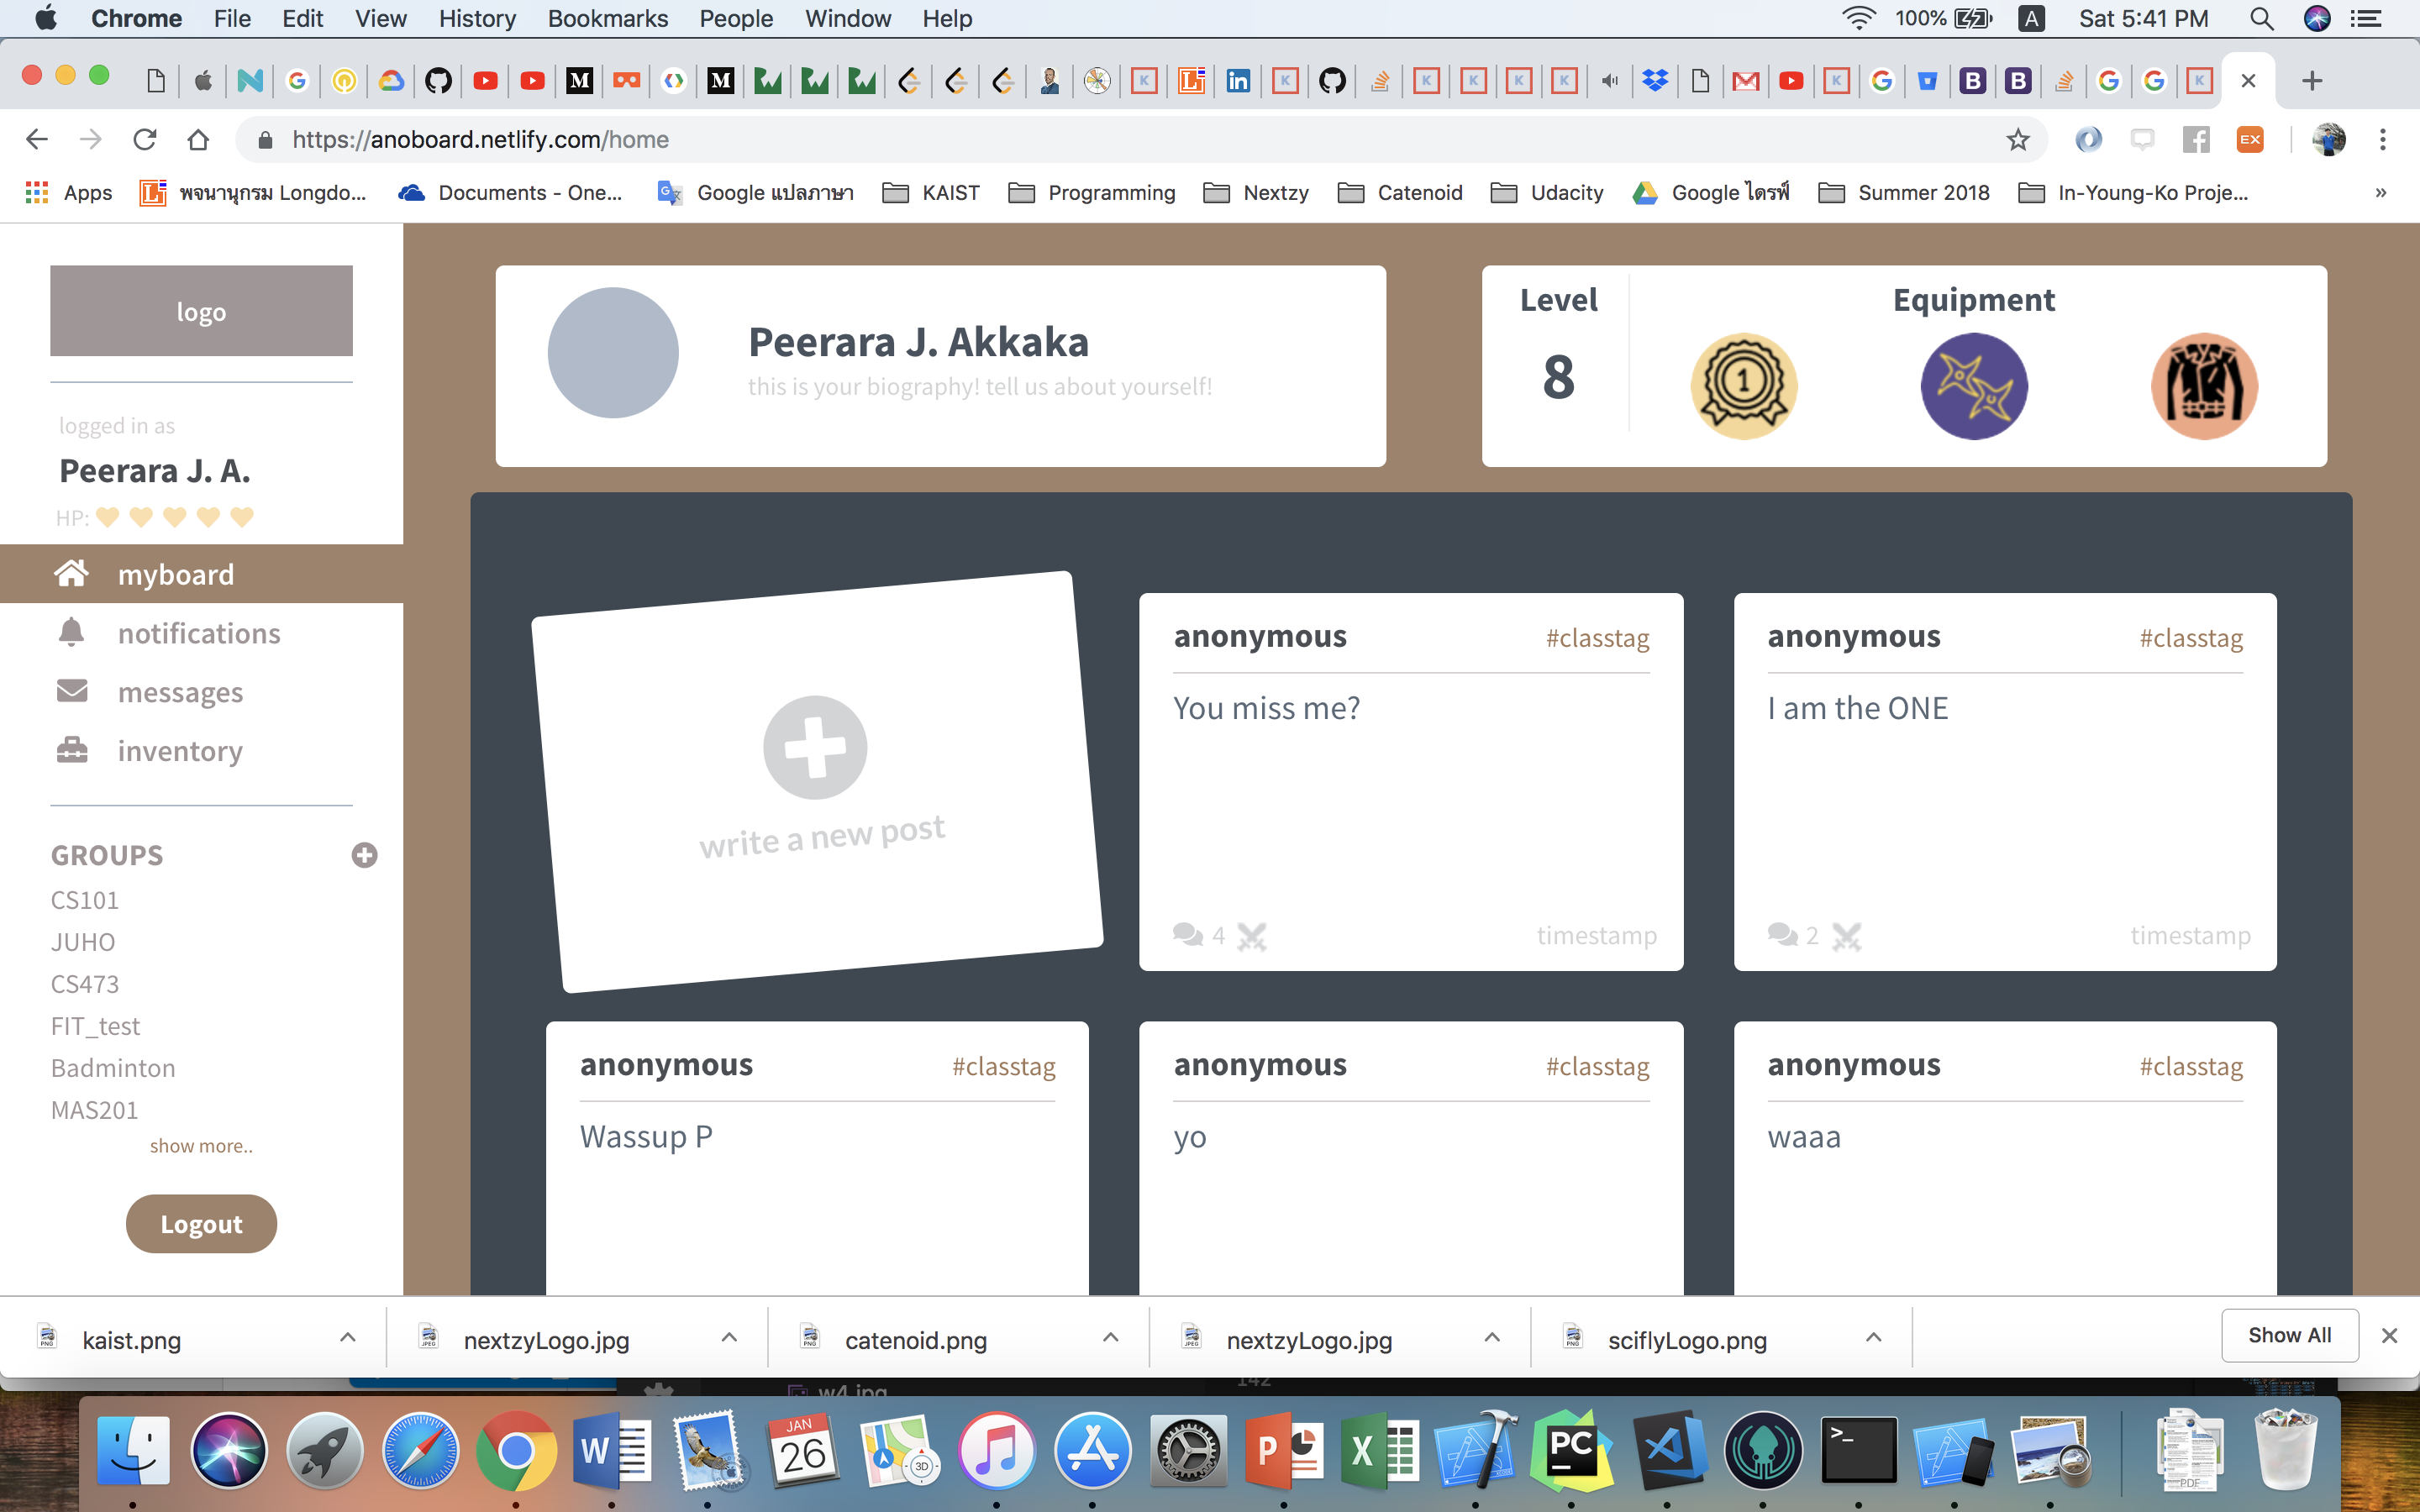 Chrome File Edit View History Bookmarks People Window Help 100% A Sat 5:41 PM
https://anoboard.netlify.com/home
Apps พจนานุกรม Longdo... Documents - One... Google แปลภาษา KAIST Programming Nextzy Catenoid Udacity Google ไดรฟ์ Summer 2018 In-Young-Ko Proje... »
logo
logged in as
Peerara J. A.
HP:
myboard
notifications
messages
inventory
GROUPS
CS101
JUHO
CS473
FIT_test
Badminton
MAS201
show more..
Logout
Peerara J. Akkaka
this is your biography! tell us about yourself!
Level
8
Equipment
1
write a new post
anonymous #classtag
You miss me?
4 timestamp
anonymous #classtag
I am the ONE
2 timestamp
anonymous #classtag
Wassup P
anonymous #classtag
yo
anonymous #classtag
waaa
kaist.png nextzyLogo.jpg catenoid.png nextzyLogo.jpg sciflyLogo.png Show All
JAN
26
3D
PC
PDF